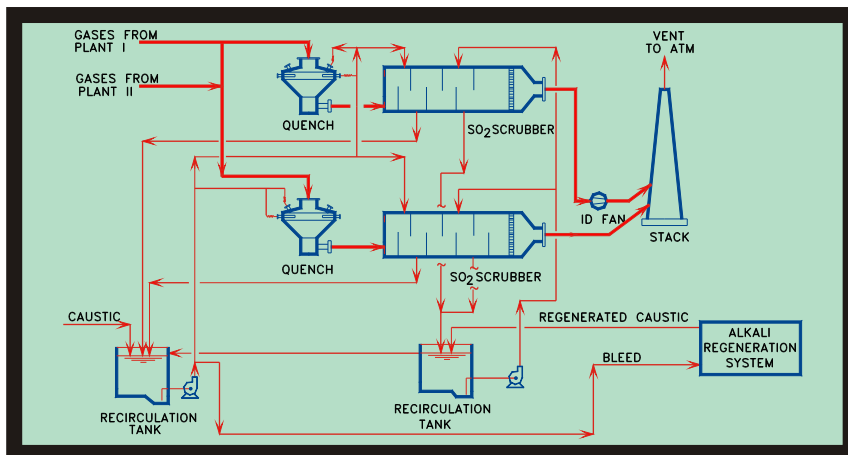 GASES FROM
PLANT I
GASES FROM
PLANT II
VENT
TO ATM
QUENCH
SO2 SCRUBBER
ID FAN
STACK
QUENCH
SO2 SCRUBBER
CAUSTIC
REGENERATED CAUSTIC
ALKALI
REGENERATION
SYSTEM
BLEED
RECIRCULATION
TANK
RECIRCULATION
TANK